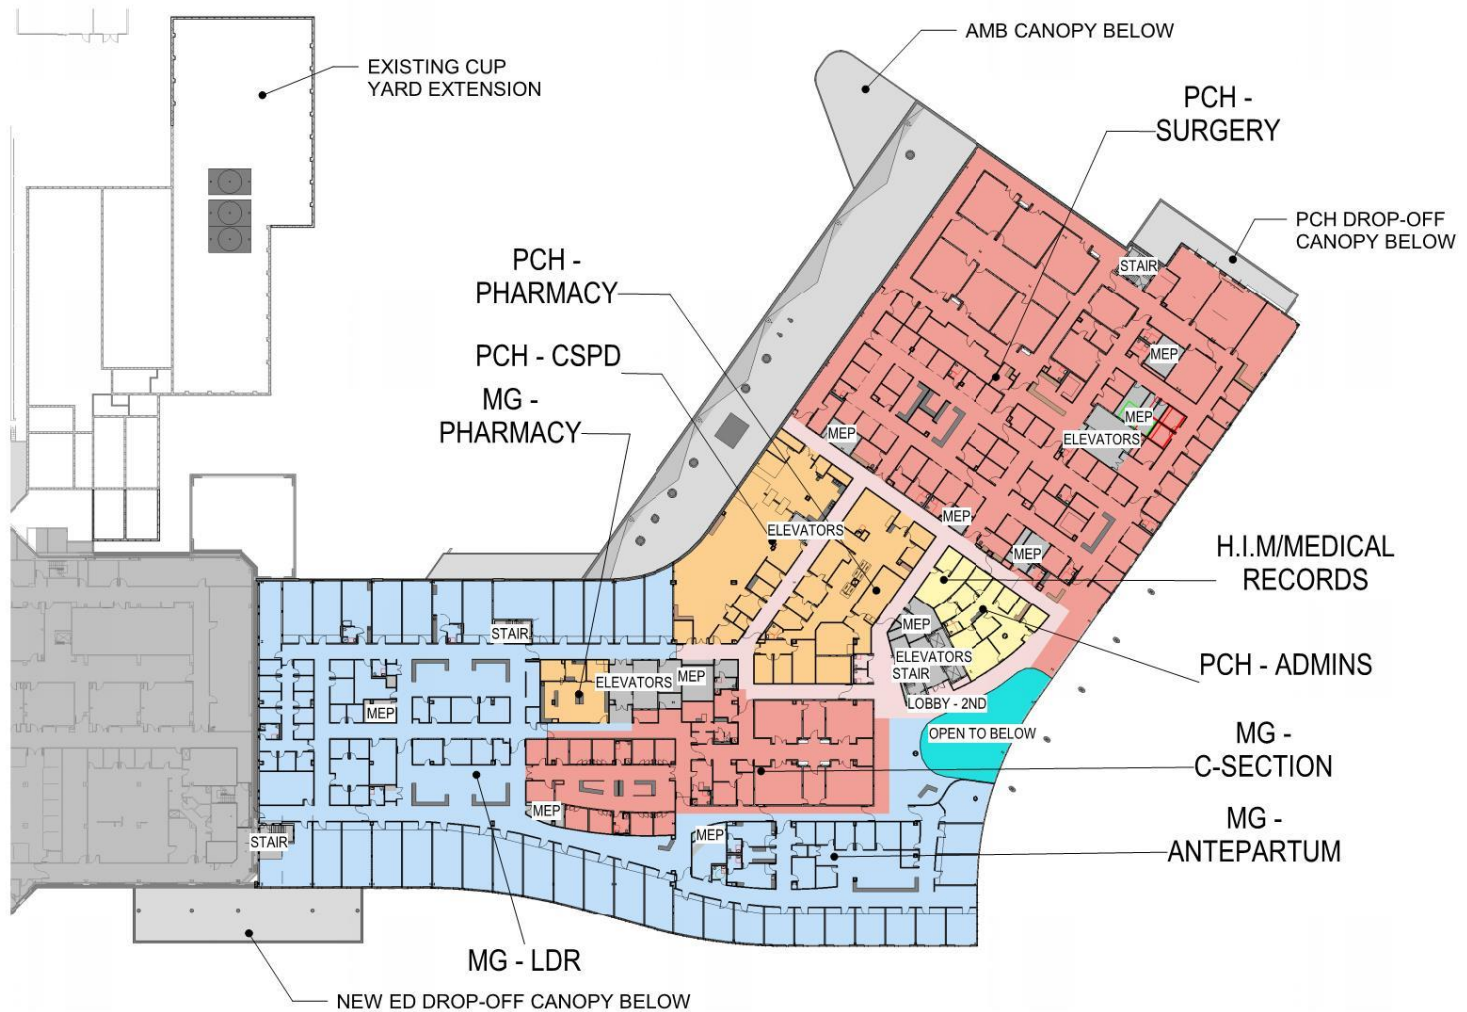 AMB CANOPY BELOW
EXISTING CUP
YARD EXTENSION
PCH -
SURGERY
PCH DROP-OFF
CANOPY BELOW
STAIR
PCH -
PHARMACY
PCH - CSPD
MG -
PHARMACY
MEP
MEP
ELEVATORS
MEP
MEP
ELEVATORS
MEP
H.I.M/MEDICAL
RECORDS
STAIR
MEP
ELEVATORS
STAIR
PCH - ADMINS
ELEVATORS
MEP
LOBBY - 2ND
MEP
OPEN TO BELOW
MG -
C-SECTION
MEP
MEP
STAIR
MG -
ANTEPARTUM
MG - LDR
NEW ED DROP-OFF CANOPY BELOW